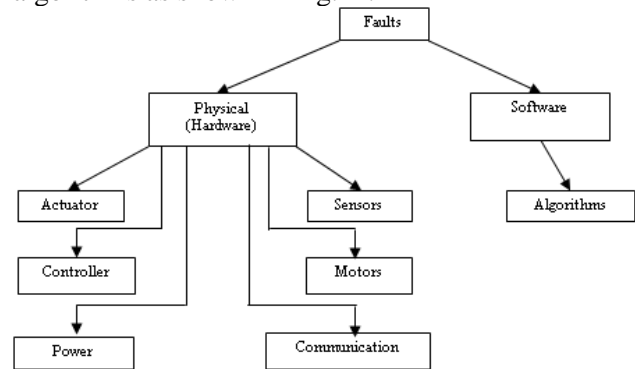 Faults
Physical
(Hardware)
Software
Actuator
Sensors
Algorithms
Controller
Motors
Power
Communication